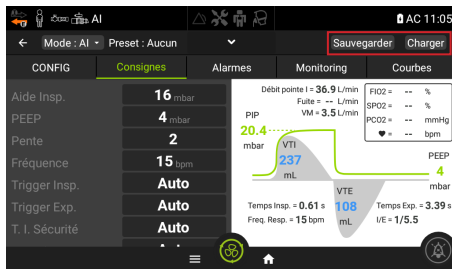 AI AC 11:05
Mode : AI Preset : Aucun Sauvegarder Charger
CONFIG Consignes Alarmes Monitoring Courbes
Aide Insp. 16 mbar
PEEP 4 mbar
Pente 2
Fréquence 15 bpm
Trigger Insp. Auto
Trigger Exp. Auto
T. I. Sécurité Auto
Débit pointe I = 36.9 L/min
Fuite = -- L/min
VM = 3.5 L/min
FIO2 = -- %
SPO2 = -- %
PCO2 = -- mmHg
♥ = -- bpm
PIP
20.4
mbar
VTI
237
mL
PEEP
4
mbar
VTE
108
mL
Temps Insp. = 0.61 s
Freq. Resp. = 15 bpm
Temps Exp. = 3.39 s
I/E = 1/5.5